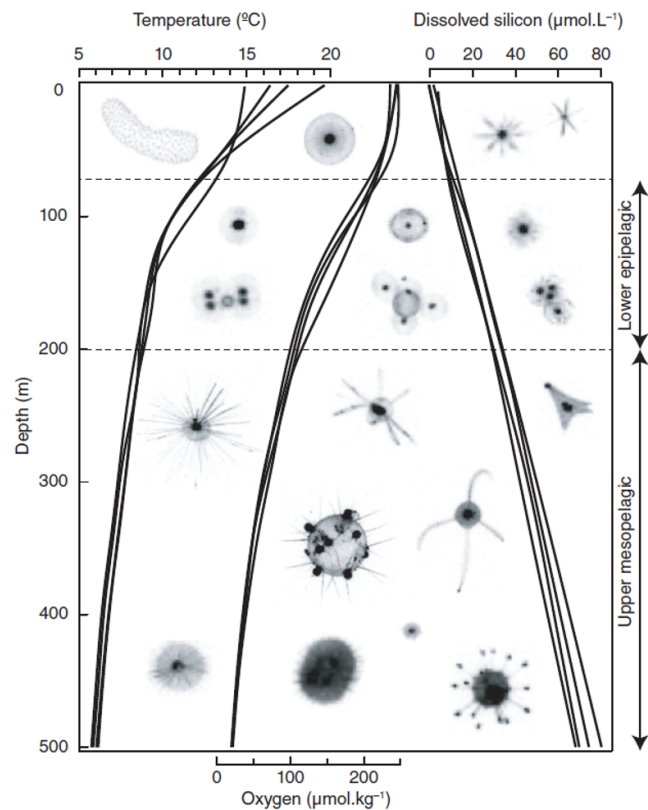 Temperature (ºC) Dissolved silicon (µmol.L⁻¹)
5 10 15 20 0 20 40 60 80
0
100
200
300
400
500
Depth (m)
Lower epipelagic
Upper mesopelagic
0 100 200
Oxygen (µmol.kg⁻¹)